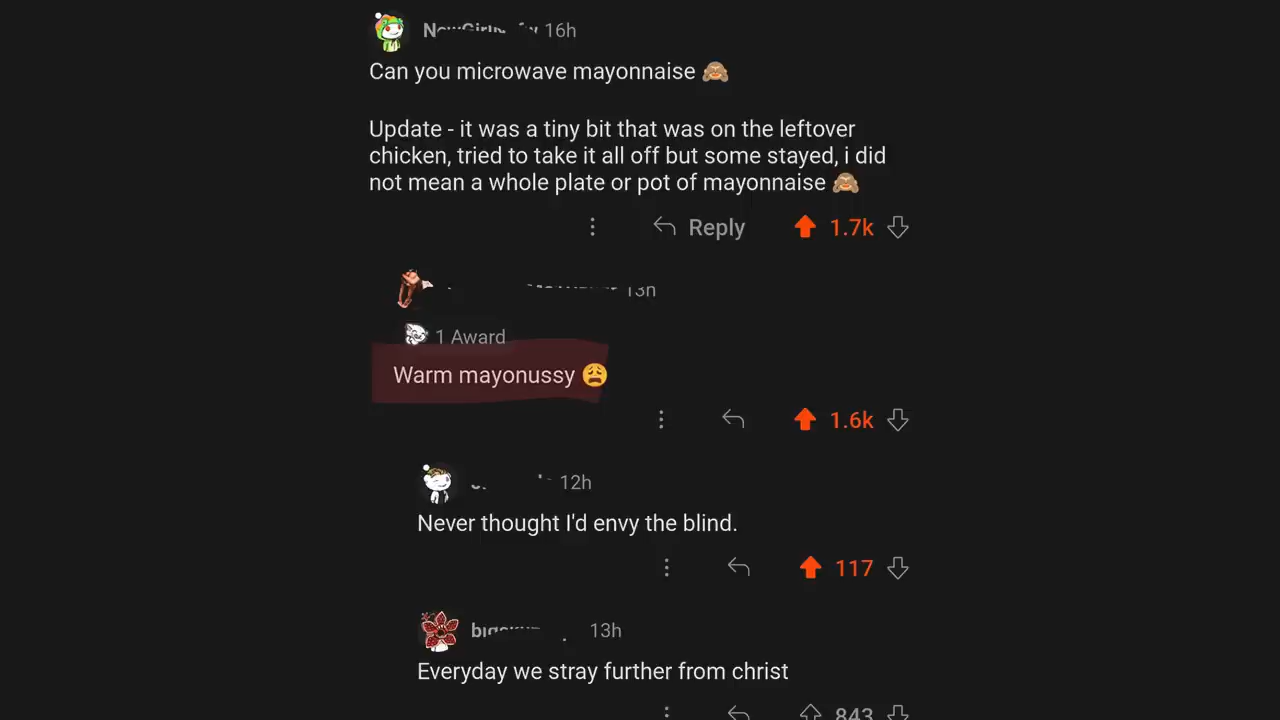 16h
Can you microwave mayonnaise 🙈
Update - it was a tiny bit that was on the leftover
chicken, tried to take it all off but some stayed, i did
not mean a whole plate or pot of mayonnaise 🙈
Reply 1.7k
13h
1 Award
Warm mayonussy 😩
1.6k
12h
Never thought I'd envy the blind.
117
13h
Everyday we stray further from christ
843